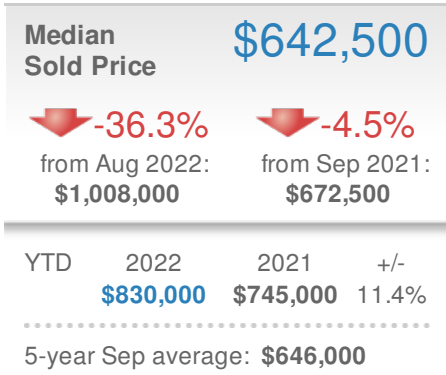 Median
Sold Price
$642,500
-36.3% -4.5%
from Aug 2022: from Sep 2021:
$1,008,000 $672,500
YTD 2022 2021 +/-
$830,000 $745,000 11.4%
5-year Sep average: $646,000